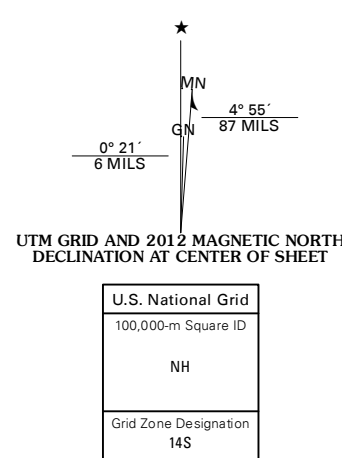 ★
MN
GN
4° 55´
87 MILS
0° 21´
6 MILS
UTM GRID AND 2012 MAGNETIC NORTH
DECLINATION AT CENTER OF SHEET
U.S. National Grid
100,000-m Square ID
NH
Grid Zone Designation
14S